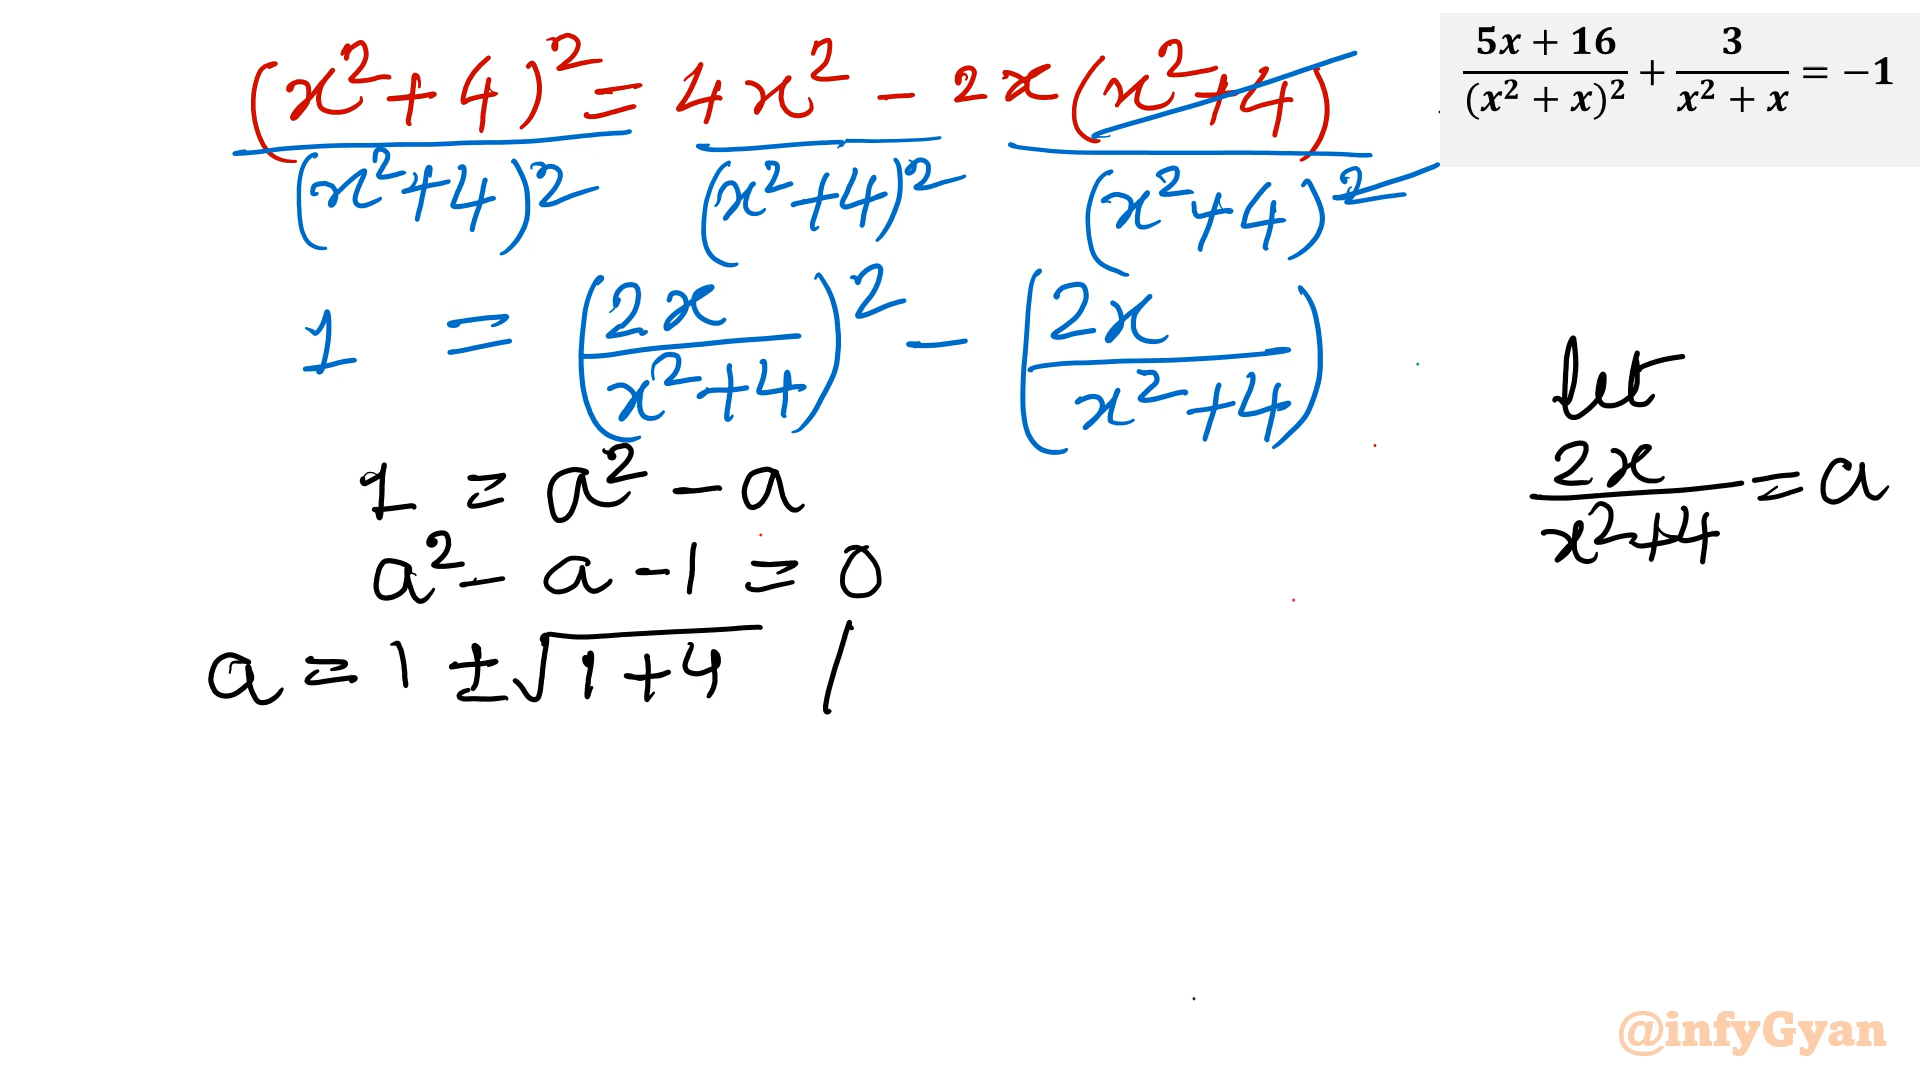 (x²+4)² = 4x² - 2x(x²+4)
(x²+4)² (x²+4)² (x²+4)²
1 = (2x/(x²+4))² - (2x/(x²+4))
1 = a² - a
a² - a - 1 = 0
a = 1 ± √(1+4) /
(5x + 16)/(x² + x)² + 3/(x² + x) = −1
let
2x/(x²+4) = a
@infyGyan